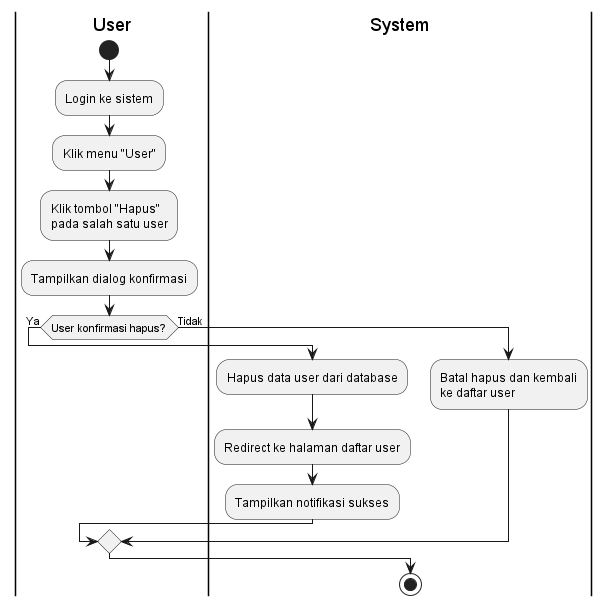 User
System
Login ke sistem
Klik menu "User"
Klik tombol "Hapus"
pada salah satu user
Tampilkan dialog konfirmasi
Ya
User konfirmasi hapus?
Tidak
Hapus data user dari database
Batal hapus dan kembali
ke daftar user
Redirect ke halaman daftar user
Tampilkan notifikasi sukses